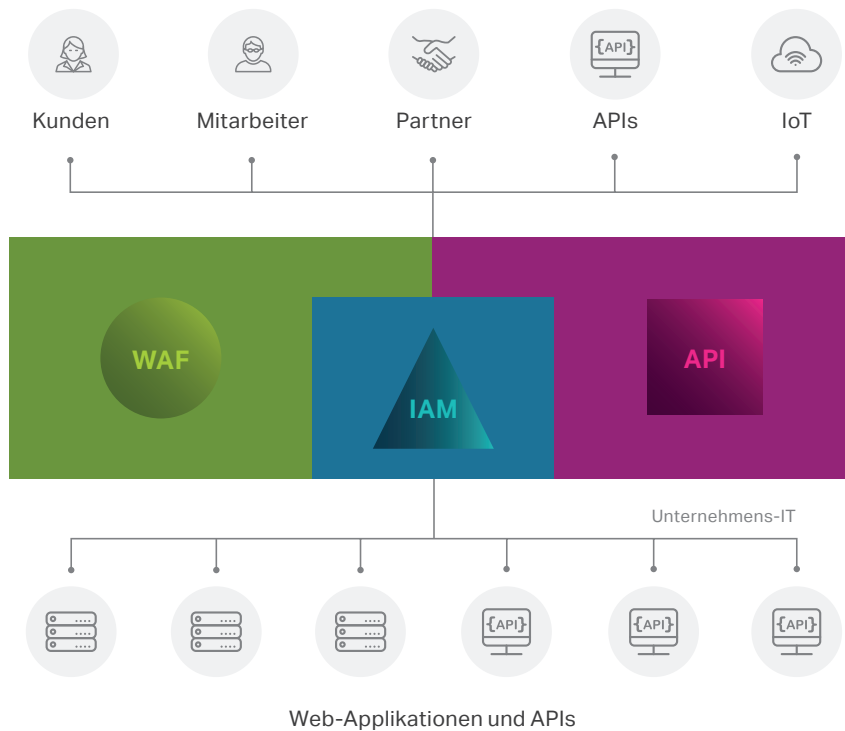 {API}
Kunden
Mitarbeiter
Partner
APIs
IoT
WAF
IAM
API
Unternehmens-IT
{API}
{API}
{API}
Web-Applikationen und APIs